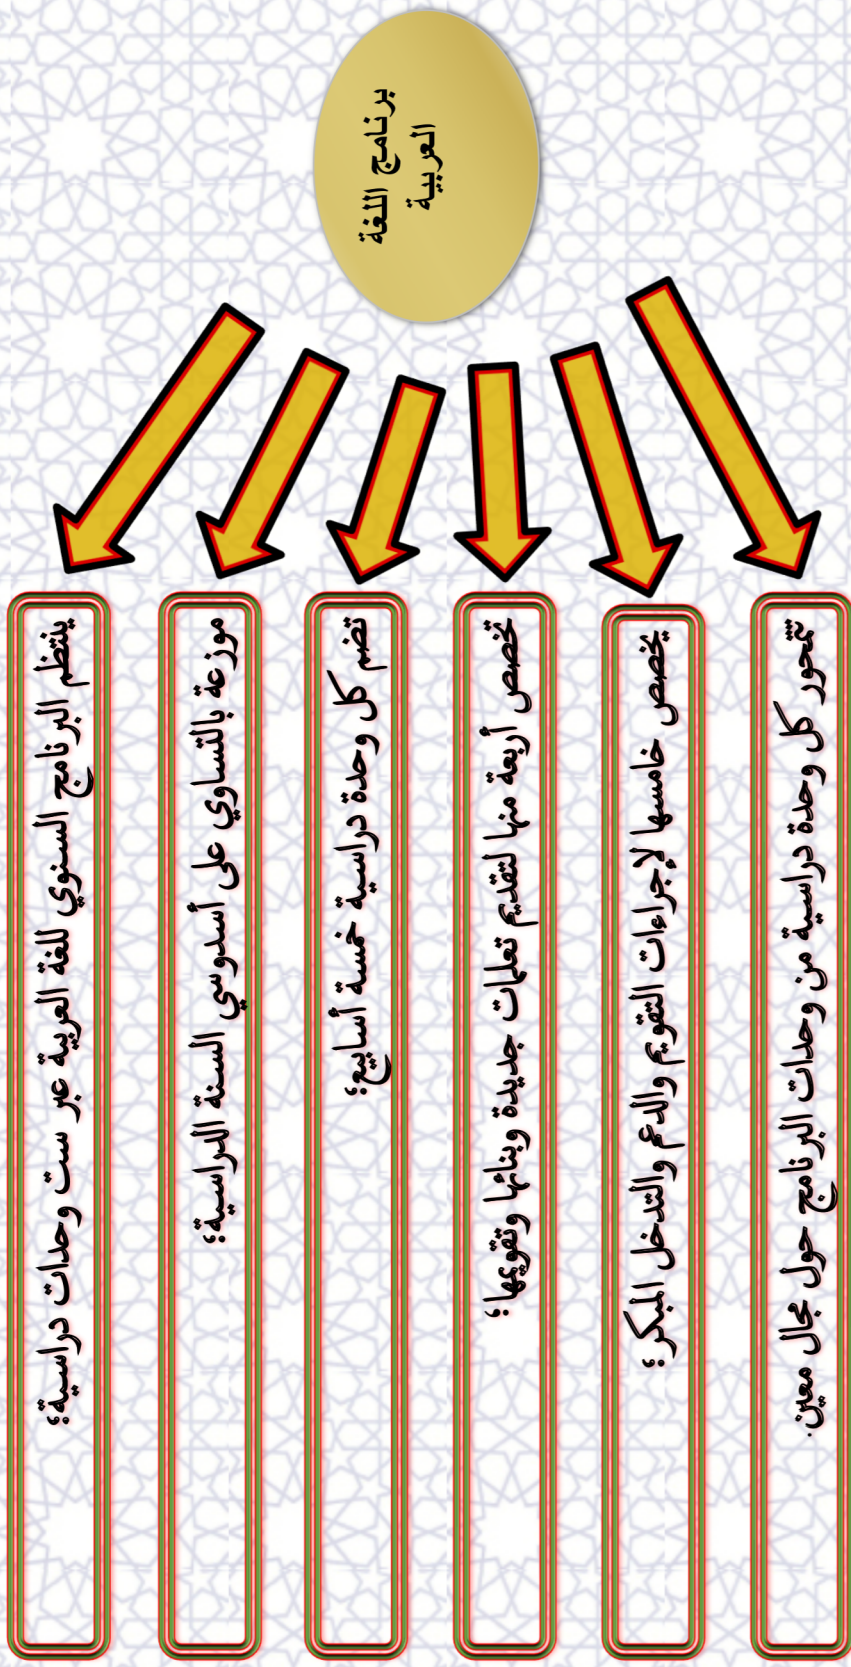 برنامج اللغة
العربية
ينتظم البرنامج السنوي للغة العربية عبر ست وحدات دراسية؛
موزعة بالتساوي على أسدوسي السنة الدراسية؛
تضم كل وحدة دراسية خمسة أسابيع؛
تخصص أربعة منها لتقديم تعلمات جديدة وبنائها وتقويمها؛
يخصص خامسها لإجراءات التقويم والدعم والتدخل المبكر؛
تتمحور كل وحدة دراسية من وحدات البرنامج حول مجال معين.